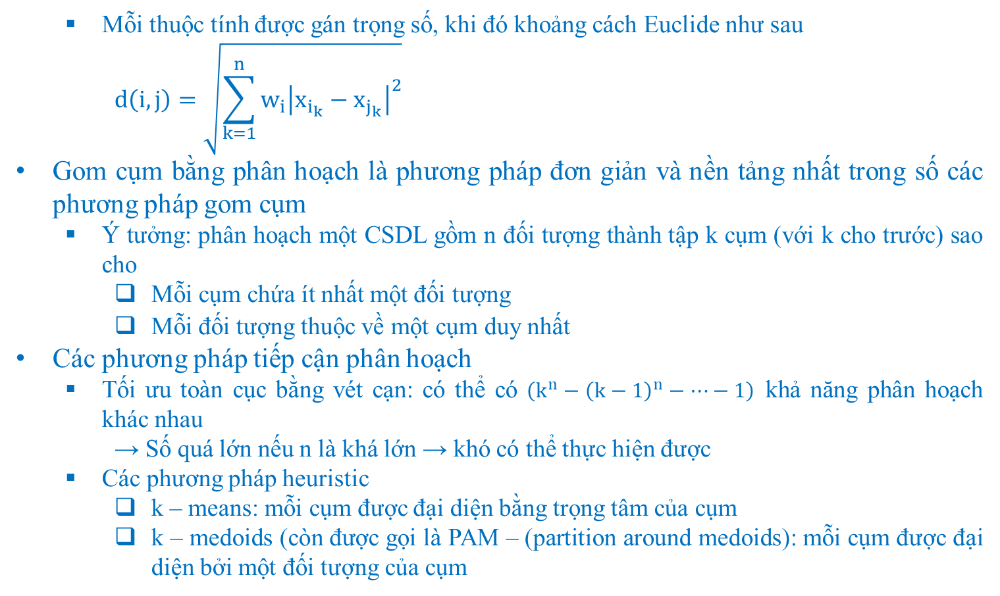 ▪ Mỗi thuộc tính được gán trọng số, khi đó khoảng cách Euclide như sau
d(i,j) = √(∑_{k=1}^{n} w_i|x_{i_k} − x_{j_k}|²)
• Gom cụm bằng phân hoạch là phương pháp đơn giản và nền tảng nhất trong số các
phương pháp gom cụm
▪ Ý tưởng: phân hoạch một CSDL gồm n đối tượng thành tập k cụm (với k cho trước) sao
cho
❑ Mỗi cụm chứa ít nhất một đối tượng
❑ Mỗi đối tượng thuộc về một cụm duy nhất
• Các phương pháp tiếp cận phân hoạch
▪ Tối ưu toàn cục bằng vét cạn: có thể có (kⁿ − (k − 1)ⁿ − ⋯ − 1) khả năng phân hoạch
khác nhau
→ Số quá lớn nếu n là khá lớn → khó có thể thực hiện được
▪ Các phương pháp heuristic
❑ k – means: mỗi cụm được đại diện bằng trọng tâm của cụm
❑ k – medoids (còn được gọi là PAM – (partition around medoids): mỗi cụm được đại
diện bởi một đối tượng của cụm